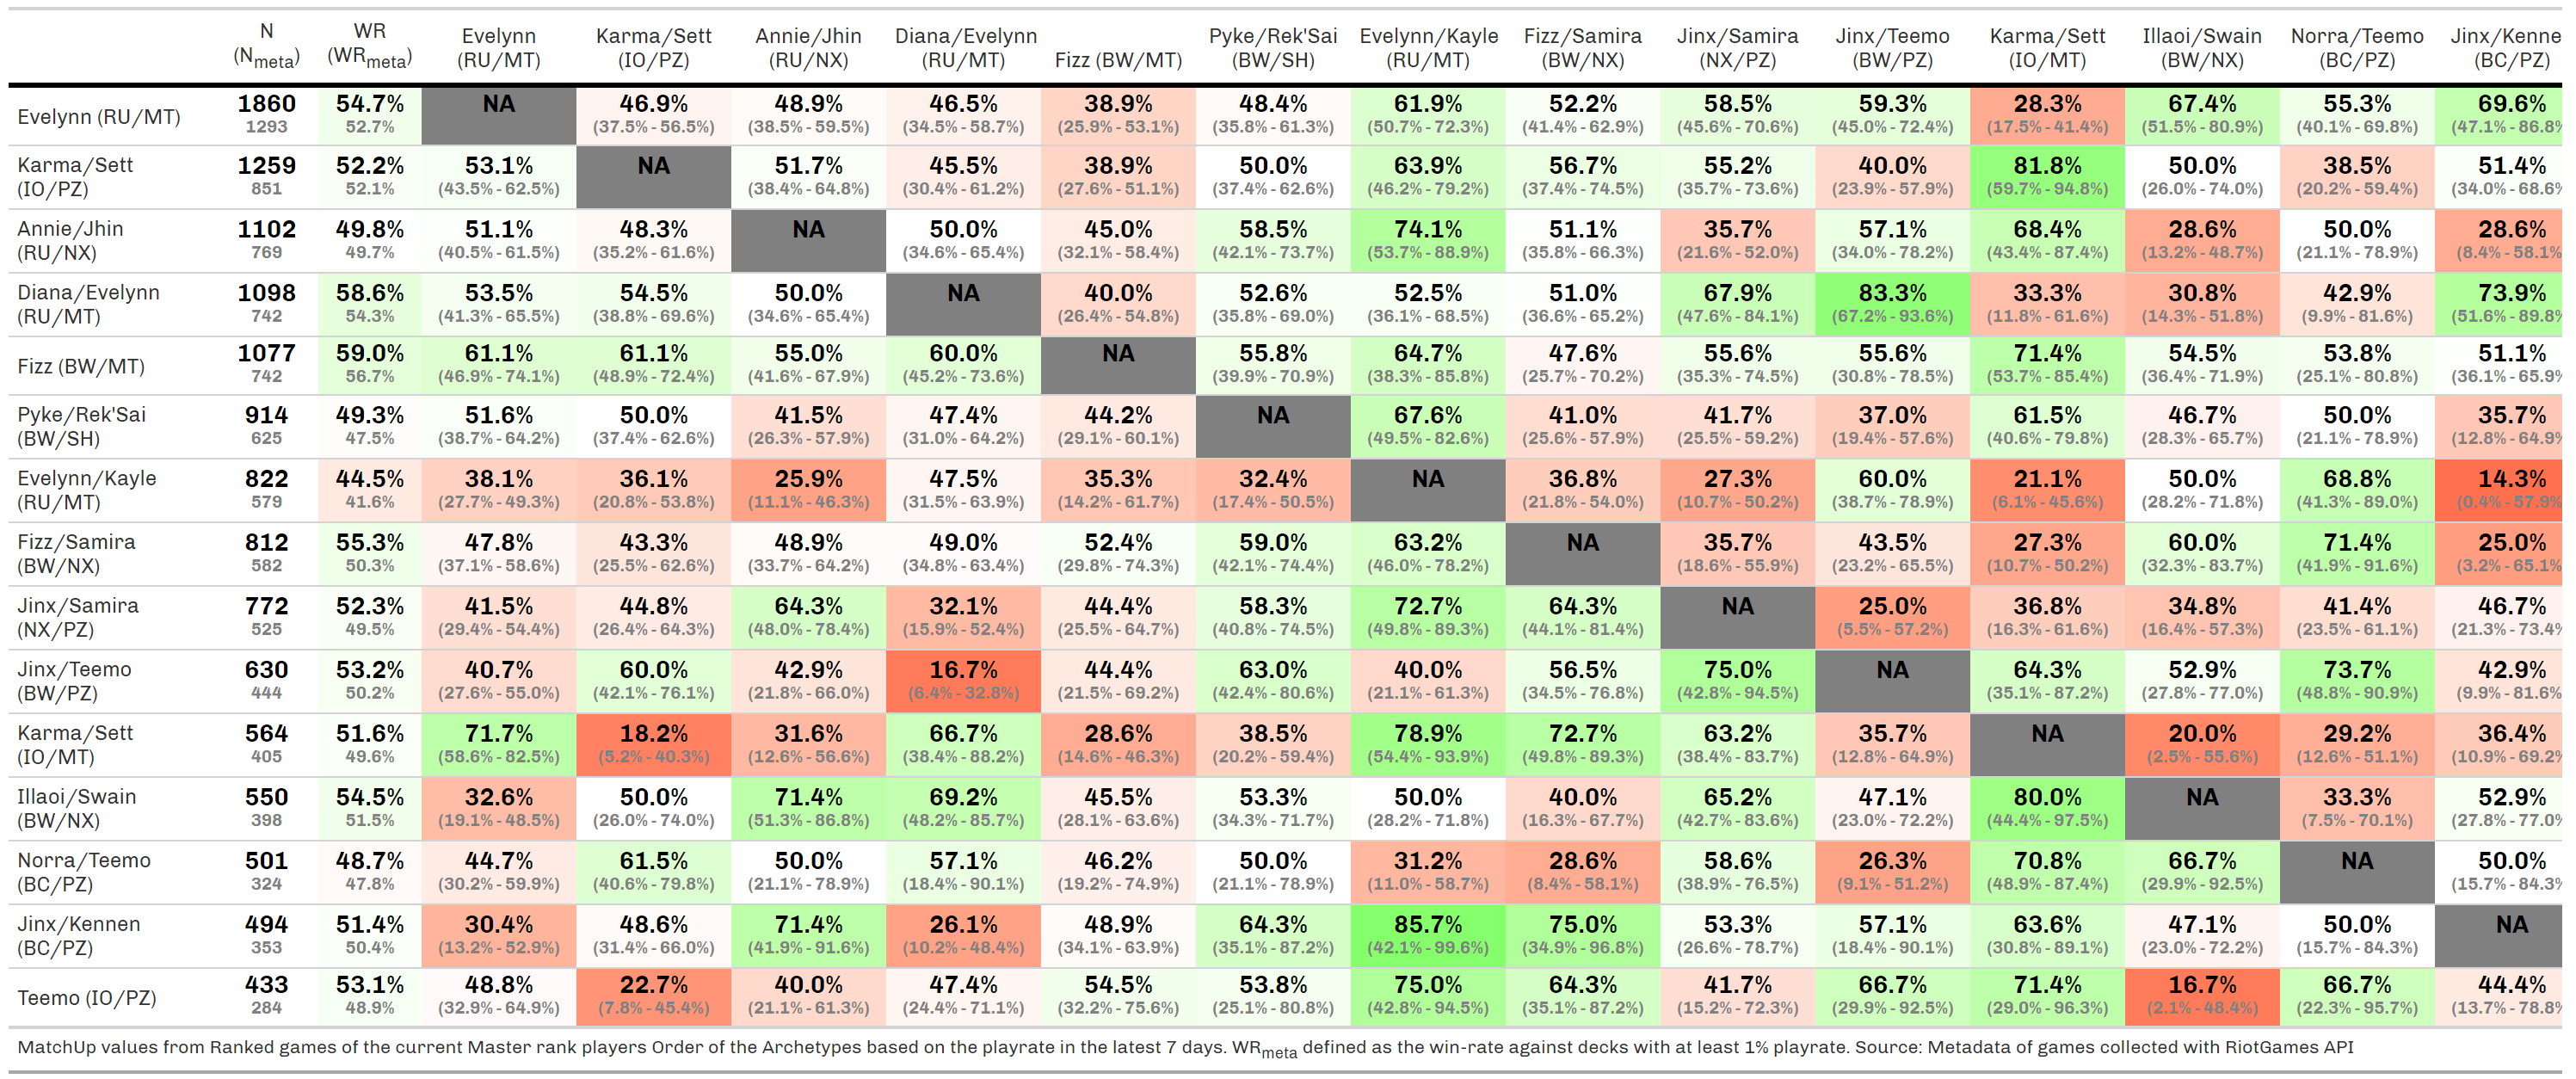 N WR Evelynn Karma/Sett Annie/Jhin Diana/Evelynn Fizz (BW/MT) Pyke/Rek'Sai Evelynn/Kayle Fizz/Samira Jinx/Samira Jinx/Teemo Karma/Sett Illaoi/Swain Norra/Teemo Jinx/Kenne
(Nmeta) (WRmeta) (RU/MT) (IO/PZ) (RU/NX) (RU/MT) (BW/SH) (RU/MT) (BW/NX) (NX/PZ) (BW/PZ) (IO/MT) (BW/NX) (BC/PZ) (BC/PZ)
Evelynn (RU/MT) 1860 54.7% NA 46.9% 48.9% 46.5% 38.9% 48.4% 61.9% 52.2% 58.5% 59.3% 28.3% 67.4% 55.3% 69.6%
1293 52.7% (37.5% - 56.5%) (38.5% - 59.5%) (34.5% - 58.7%) (25.9% - 53.1%) (35.8% - 61.3%) (50.7% - 72.3%) (41.4% - 62.9%) (45.6% - 70.6%) (45.0% - 72.4%) (17.5% - 41.4%) (51.5% - 80.9%) (40.1% - 69.8%) (47.1% - 86.8%
Karma/Sett 1259 52.2% 53.1% NA 51.7% 45.5% 38.9% 50.0% 63.9% 56.7% 55.2% 40.0% 81.8% 50.0% 38.5% 51.4%
(IO/PZ) 851 52.1% (43.5% - 62.5%) (38.4% - 64.8%) (30.4% - 61.2%) (27.6% - 51.1%) (37.4% - 62.6%) (46.2% - 79.2%) (37.4% - 74.5%) (35.7% - 73.6%) (23.9% - 57.9%) (59.7% - 94.8%) (26.0% - 74.0%) (20.2% - 59.4%) (34.0% - 68.6%
Annie/Jhin 1102 49.8% 51.1% 48.3% NA 50.0% 45.0% 58.5% 74.1% 51.1% 35.7% 57.1% 68.4% 28.6% 50.0% 28.6%
(RU/NX) 769 49.7% (40.5% - 61.5%) (35.2% - 61.6%) (34.6% - 65.4%) (32.1% - 58.4%) (42.1% - 73.7%) (53.7% - 88.9%) (35.8% - 66.3%) (21.6% - 52.0%) (34.0% - 78.2%) (43.4% - 87.4%) (13.2% - 48.7%) (21.1% - 78.9%) (8.4% - 58.1%
Diana/Evelynn 1098 58.6% 53.5% 54.5% 50.0% NA 40.0% 52.6% 52.5% 51.0% 67.9% 83.3% 33.3% 30.8% 42.9% 73.9%
(RU/MT) 742 54.3% (41.3% - 65.5%) (38.8% - 69.6%) (34.6% - 65.4%) (26.4% - 54.8%) (35.8% - 69.0%) (36.1% - 68.5%) (36.6% - 65.2%) (47.6% - 84.1%) (67.2% - 93.6%) (11.8% - 61.6%) (14.3% - 51.8%) (9.9% - 81.6%) (51.6% - 89.8%
Fizz (BW/MT) 1077 59.0% 61.1% 61.1% 55.0% 60.0% NA 55.8% 64.7% 47.6% 55.6% 55.6% 71.4% 54.5% 53.8% 51.1%
742 56.7% (46.9% - 74.1%) (48.9% - 72.4%) (41.6% - 67.9%) (45.2% - 73.6%) (39.9% - 70.9%) (38.3% - 85.8%) (25.7% - 70.2%) (35.3% - 74.5%) (30.8% - 78.5%) (53.7% - 85.4%) (36.4% - 71.9%) (25.1% - 80.8%) (36.1% - 65.9%
Pyke/Rek'Sai 914 49.3% 51.6% 50.0% 41.5% 47.4% 44.2% NA 67.6% 41.0% 41.7% 37.0% 61.5% 46.7% 50.0% 35.7%
(BW/SH) 625 47.5% (38.7% - 64.2%) (37.4% - 62.6%) (26.3% - 57.9%) (31.0% - 64.2%) (29.1% - 60.1%) (49.5% - 82.6%) (25.6% - 57.9%) (25.5% - 59.2%) (19.4% - 57.6%) (40.6% - 79.8%) (28.3% - 65.7%) (21.1% - 78.9%) (12.8% - 64.9%
Evelynn/Kayle 822 44.5% 38.1% 36.1% 25.9% 47.5% 35.3% 32.4% NA 36.8% 27.3% 60.0% 21.1% 50.0% 68.8% 14.3%
(RU/MT) 579 41.6% (27.7% - 49.3%) (20.8% - 53.8%) (11.1% - 46.3%) (31.5% - 63.9%) (14.2% - 61.7%) (17.4% - 50.5%) (21.8% - 54.0%) (10.7% - 50.2%) (38.7% - 78.9%) (6.1% - 45.6%) (28.2% - 71.8%) (41.3% - 89.0%) (0.4% - 57.9%
Fizz/Samira 812 55.3% 47.8% 43.3% 48.9% 49.0% 52.4% 59.0% 63.2% NA 35.7% 43.5% 27.3% 60.0% 71.4% 25.0%
(BW/NX) 582 50.3% (37.1% - 58.6%) (25.5% - 62.6%) (33.7% - 64.2%) (34.8% - 63.4%) (29.8% - 74.3%) (42.1% - 74.4%) (46.0% - 78.2%) (18.6% - 55.9%) (23.2% - 65.5%) (10.7% - 50.2%) (32.3% - 83.7%) (41.9% - 91.6%) (3.2% - 65.1%
Jinx/Samira 772 52.3% 41.5% 44.8% 64.3% 32.1% 44.4% 58.3% 72.7% 64.3% NA 25.0% 36.8% 34.8% 41.4% 46.7%
(NX/PZ) 525 49.5% (29.4% - 54.4%) (26.4% - 64.3%) (48.0% - 78.4%) (15.9% - 52.4%) (25.5% - 64.7%) (40.8% - 74.5%) (49.8% - 89.3%) (44.1% - 81.4%) (5.5% - 57.2%) (16.3% - 61.6%) (16.4% - 57.3%) (23.5% - 61.1%) (21.3% - 73.4%
Jinx/Teemo 630 53.2% 40.7% 60.0% 42.9% 16.7% 44.4% 63.0% 40.0% 56.5% 75.0% NA 64.3% 52.9% 73.7% 42.9%
(BW/PZ) 444 50.2% (27.6% - 55.0%) (42.1% - 76.1%) (21.8% - 66.0%) (6.4% - 32.8%) (21.5% - 69.2%) (42.4% - 80.6%) (21.1% - 61.3%) (34.5% - 76.8%) (42.8% - 94.5%) (35.1% - 87.2%) (27.8% - 77.0%) (48.8% - 90.9%) (9.9% - 81.6%
Karma/Sett 564 51.6% 71.7% 18.2% 31.6% 66.7% 28.6% 38.5% 78.9% 72.7% 63.2% 35.7% NA 20.0% 29.2% 36.4%
(IO/MT) 405 49.6% (58.6% - 82.5%) (5.2% - 40.3%) (12.6% - 56.6%) (38.4% - 88.2%) (14.6% - 46.3%) (20.2% - 59.4%) (54.4% - 93.9%) (49.8% - 89.3%) (38.4% - 83.7%) (12.8% - 64.9%) (2.5% - 55.6%) (12.6% - 51.1%) (10.9% - 69.2%
Illaoi/Swain 550 54.5% 32.6% 50.0% 71.4% 69.2% 45.5% 53.3% 50.0% 40.0% 65.2% 47.1% 80.0% NA 33.3% 52.9%
(BW/NX) 398 51.5% (19.1% - 48.5%) (26.0% - 74.0%) (51.3% - 86.8%) (48.2% - 85.7%) (28.1% - 63.6%) (34.3% - 71.7%) (28.2% - 71.8%) (16.3% - 67.7%) (42.7% - 83.6%) (23.0% - 72.2%) (44.4% - 97.5%) (7.5% - 70.1%) (27.8% - 77.0%
Norra/Teemo 501 48.7% 44.7% 61.5% 50.0% 57.1% 46.2% 50.0% 31.2% 28.6% 58.6% 26.3% 70.8% 66.7% NA 50.0%
(BC/PZ) 324 47.8% (30.2% - 59.9%) (40.6% - 79.8%) (21.1% - 78.9%) (18.4% - 90.1%) (19.2% - 74.9%) (21.1% - 78.9%) (11.0% - 58.7%) (8.4% - 58.1%) (38.9% - 76.5%) (9.1% - 51.2%) (48.9% - 87.4%) (29.9% - 92.5%) (15.7% - 84.3%
Jinx/Kennen 494 51.4% 30.4% 48.6% 71.4% 26.1% 48.9% 64.3% 85.7% 75.0% 53.3% 57.1% 63.6% 47.1% 50.0% NA
(BC/PZ) 353 50.4% (13.2% - 52.9%) (31.4% - 66.0%) (41.9% - 91.6%) (10.2% - 48.4%) (34.1% - 63.9%) (35.1% - 87.2%) (42.1% - 99.6%) (34.9% - 96.8%) (26.6% - 78.7%) (18.4% - 90.1%) (30.8% - 89.1%) (23.0% - 72.2%) (15.7% - 84.3%)
Teemo (IO/PZ) 433 53.1% 48.8% 22.7% 40.0% 47.4% 54.5% 53.8% 75.0% 64.3% 41.7% 66.7% 71.4% 16.7% 66.7% 44.4%
284 48.9% (32.9% - 64.9%) (7.8% - 45.4%) (21.1% - 61.3%) (24.4% - 71.1%) (32.2% - 75.6%) (25.1% - 80.8%) (42.8% - 94.5%) (35.1% - 87.2%) (15.2% - 72.3%) (29.9% - 92.5%) (29.0% - 96.3%) (2.1% - 48.4%) (22.3% - 95.7%) (13.7% - 78.8%
MatchUp values from Ranked games of the current Master rank players Order of the Archetypes based on the playrate in the latest 7 days. WRmeta defined as the win-rate against decks with at least 1% playrate. Source: Metadata of games collected with RiotGames API